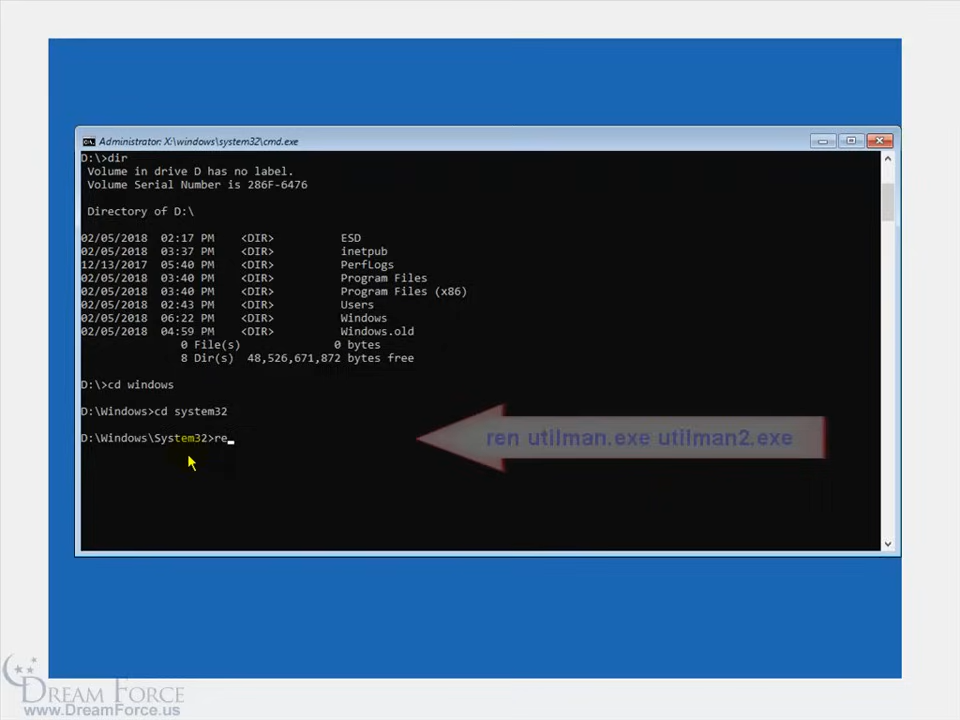 Administrator: X:\windows\system32\cmd.exe
D:\>dir
Volume in drive D has no label.
Volume Serial Number is 286F-6476
Directory of D:\
02/05/2018 02:17 PM <DIR> ESD
02/05/2018 03:37 PM <DIR> inetpub
12/13/2017 05:40 PM <DIR> PerfLogs
02/05/2018 03:40 PM <DIR> Program Files
02/05/2018 03:40 PM <DIR> Program Files (x86)
02/05/2018 02:43 PM <DIR> Users
02/05/2018 06:22 PM <DIR> Windows
02/05/2018 04:59 PM <DIR> Windows.old
0 File(s) 0 bytes
8 Dir(s) 48,526,671,872 bytes free
D:\>cd windows
D:\Windows>cd system32
D:\Windows\System32>re_
ren utilman.exe utilman2.exe
DREAM FORCE
www.DreamForce.us